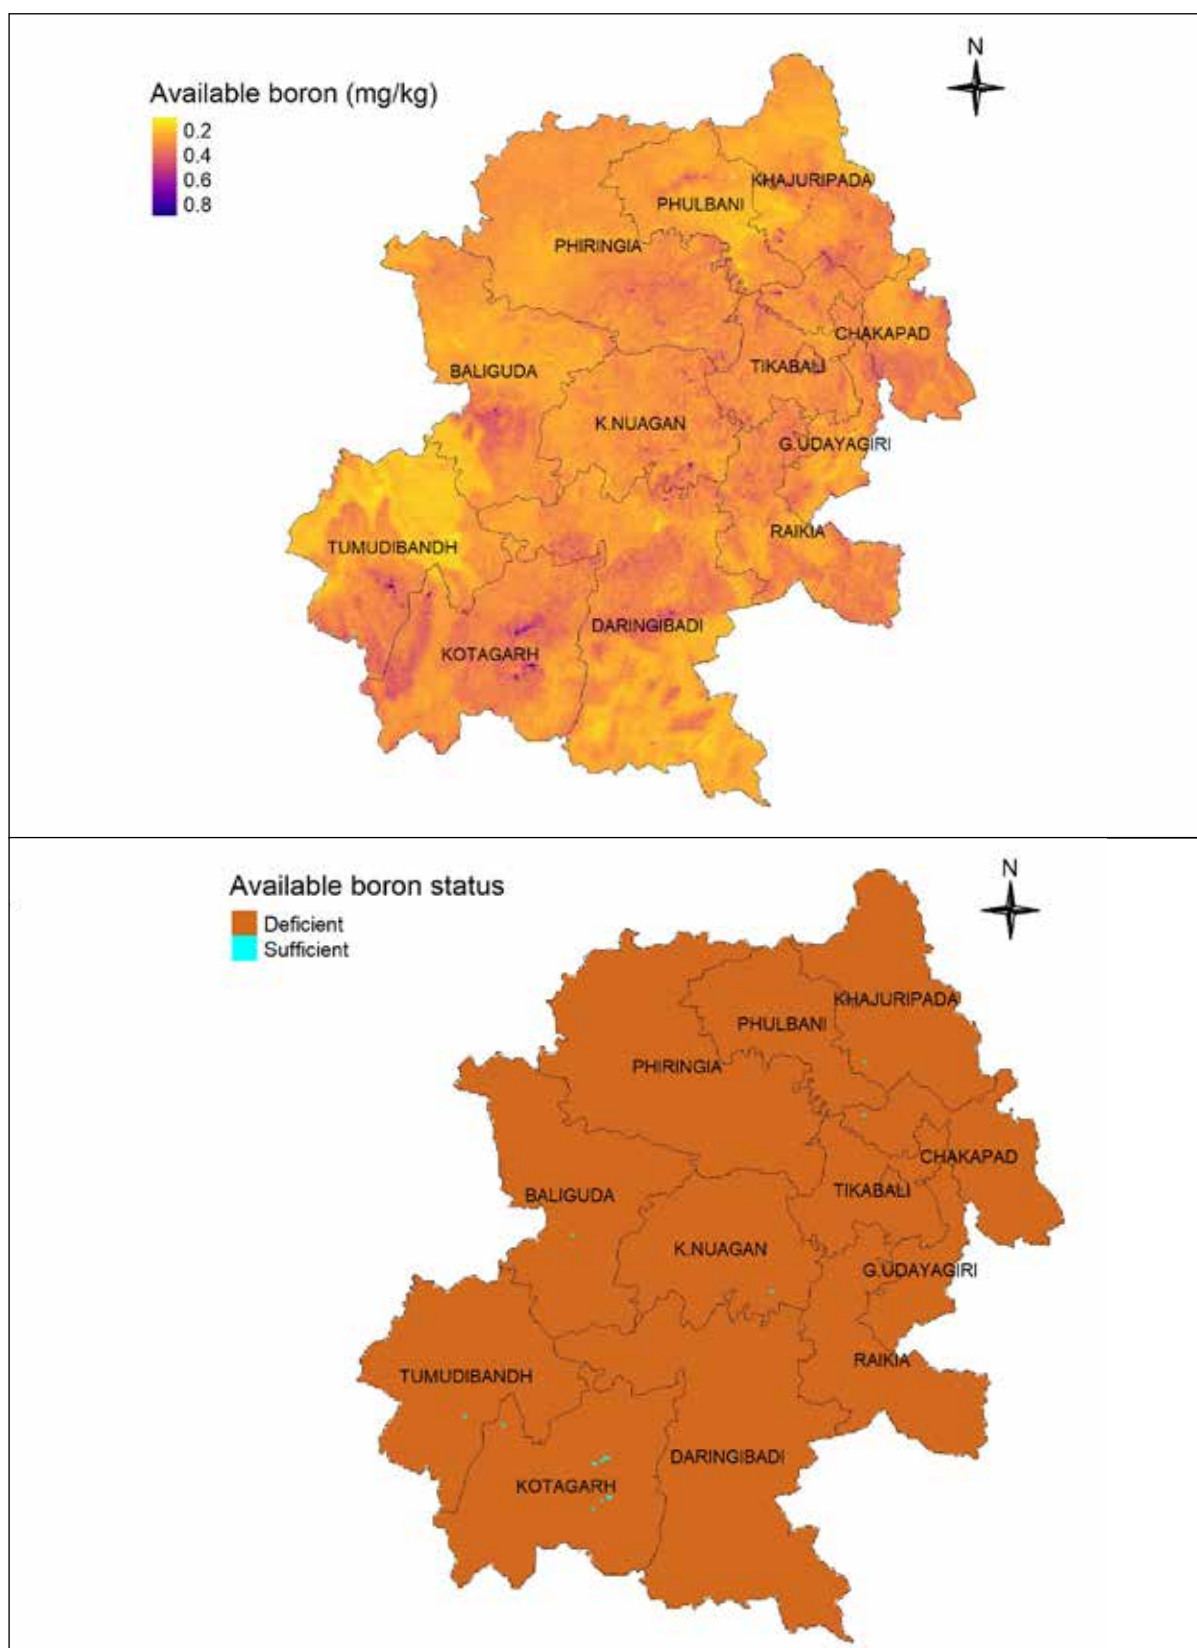 N
Available boron (mg/kg)
0.2
0.4
0.6
0.8
KHAJURIPADA
PHULBANI
PHIRINGIA
CHAKAPAD
TIKABALI
BALIGUDA
K.NUAGAN
G.UDAYAGIRI
RAIKIA
TUMUDIBANDH
DARINGIBADI
KOTAGARH
N
Available boron status
Deficient
Sufficient
KHAJURIPADA
PHULBANI
PHIRINGIA
CHAKAPAD
TIKABALI
BALIGUDA
K.NUAGAN
G.UDAYAGIRI
RAIKIA
TUMUDIBANDH
DARINGIBADI
KOTAGARH